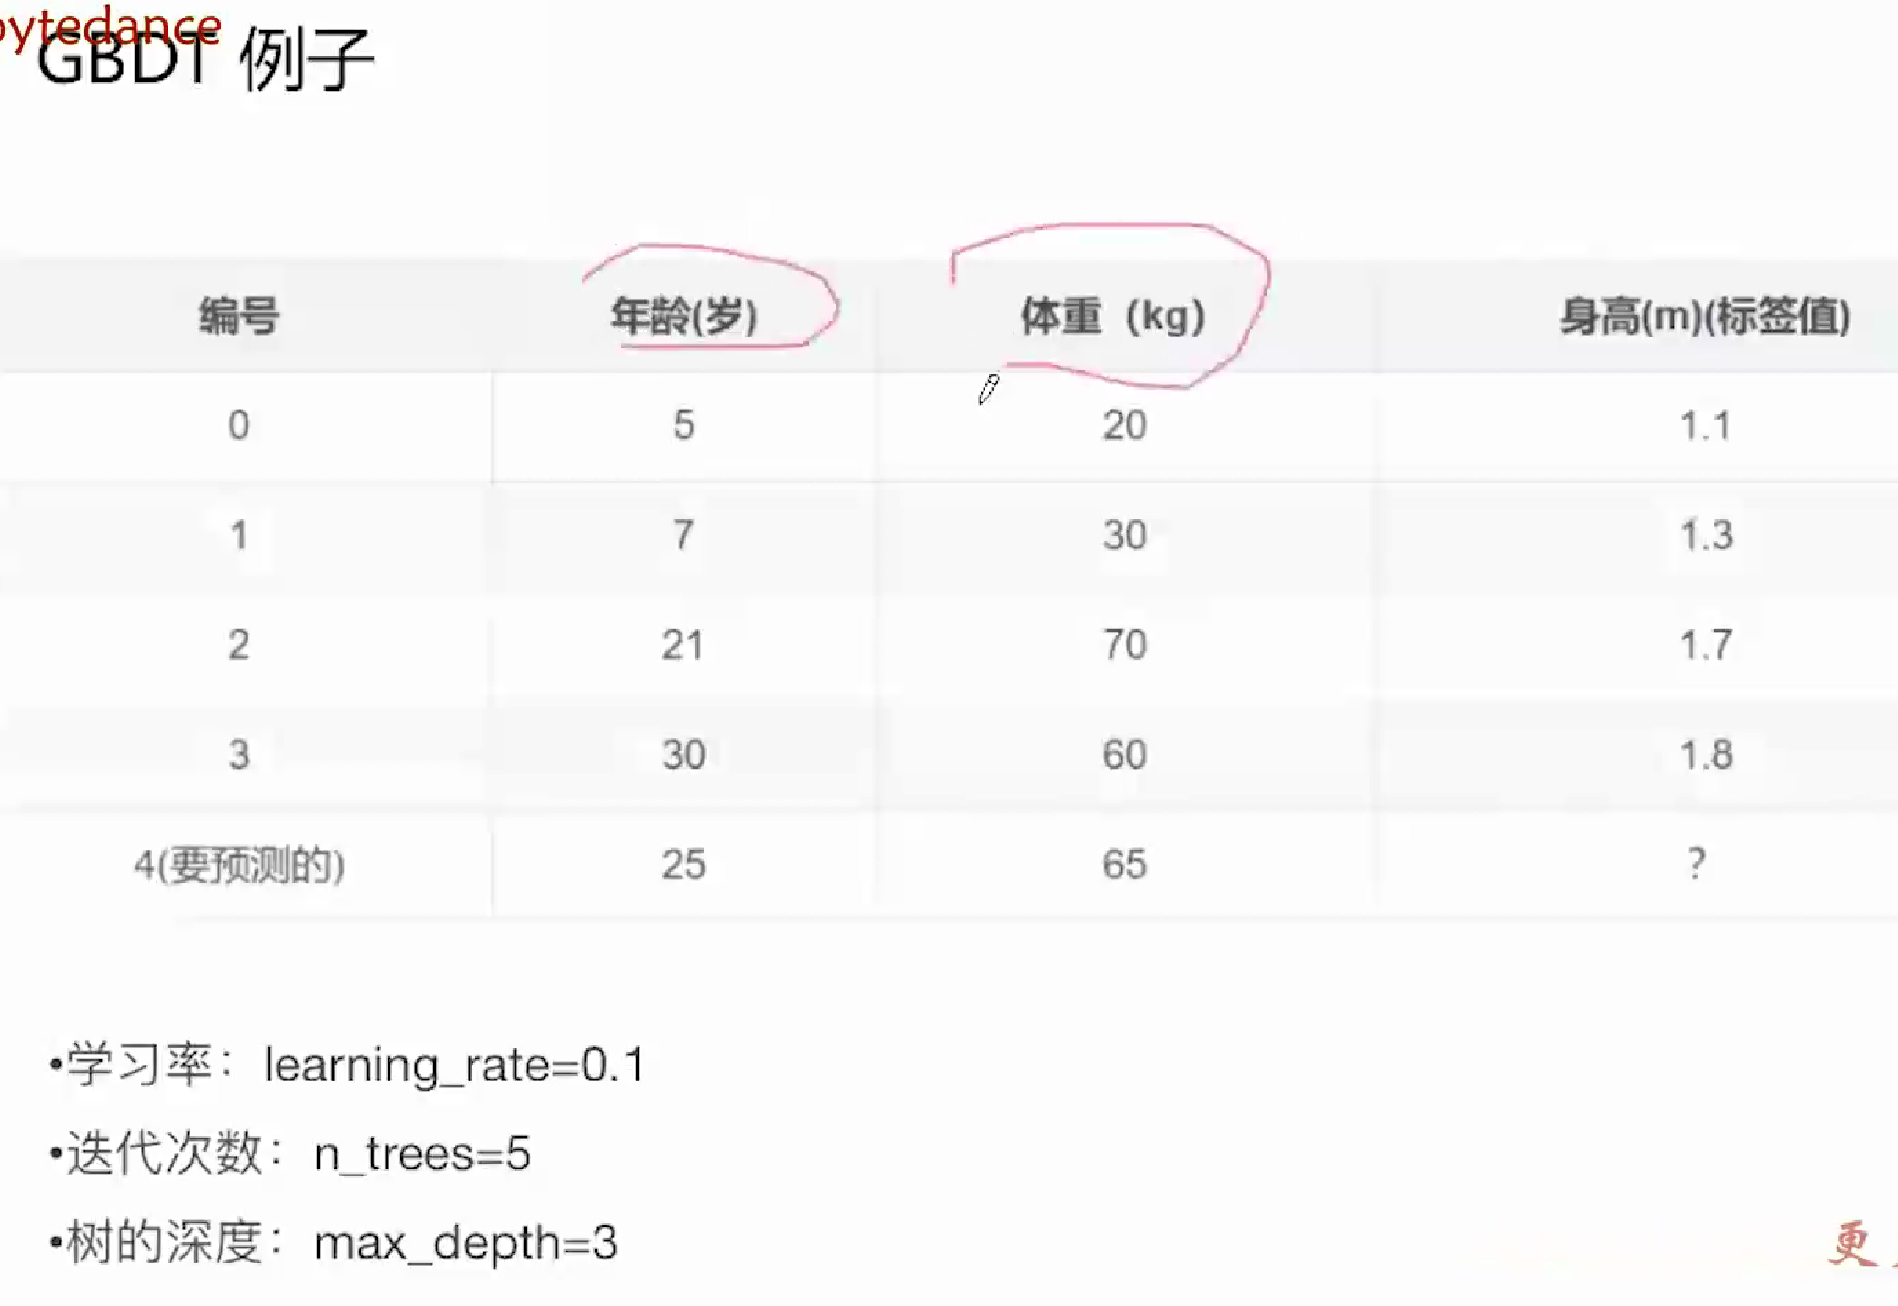 bytedance
GBDT 例子
编号 年龄(岁) 体重（kg） 身高(m)(标签值)
0 5 20 1.1
1 7 30 1.3
2 21 70 1.7
3 30 60 1.8
4(要预测的) 25 65 ?
•学习率：learning_rate=0.1
•迭代次数：n_trees=5
•树的深度：max_depth=3
更